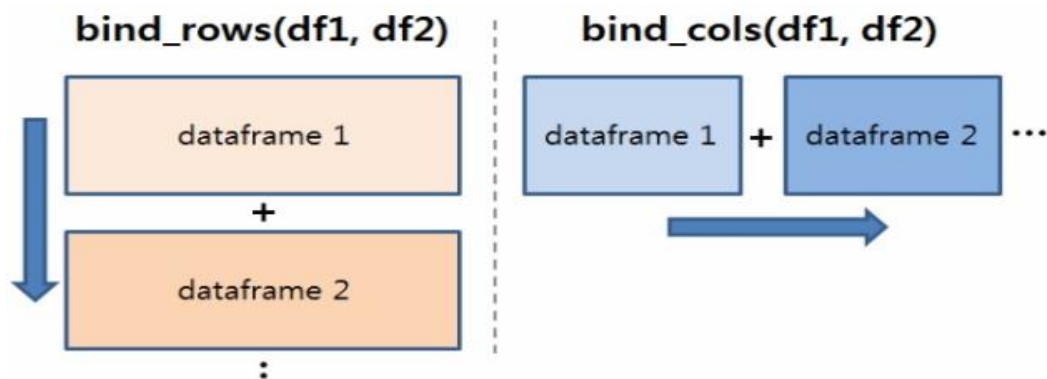 bind_rows(df1, df2)
dataframe 1
+
dataframe 2
:
bind_cols(df1, df2)
dataframe 1 + dataframe 2 ...